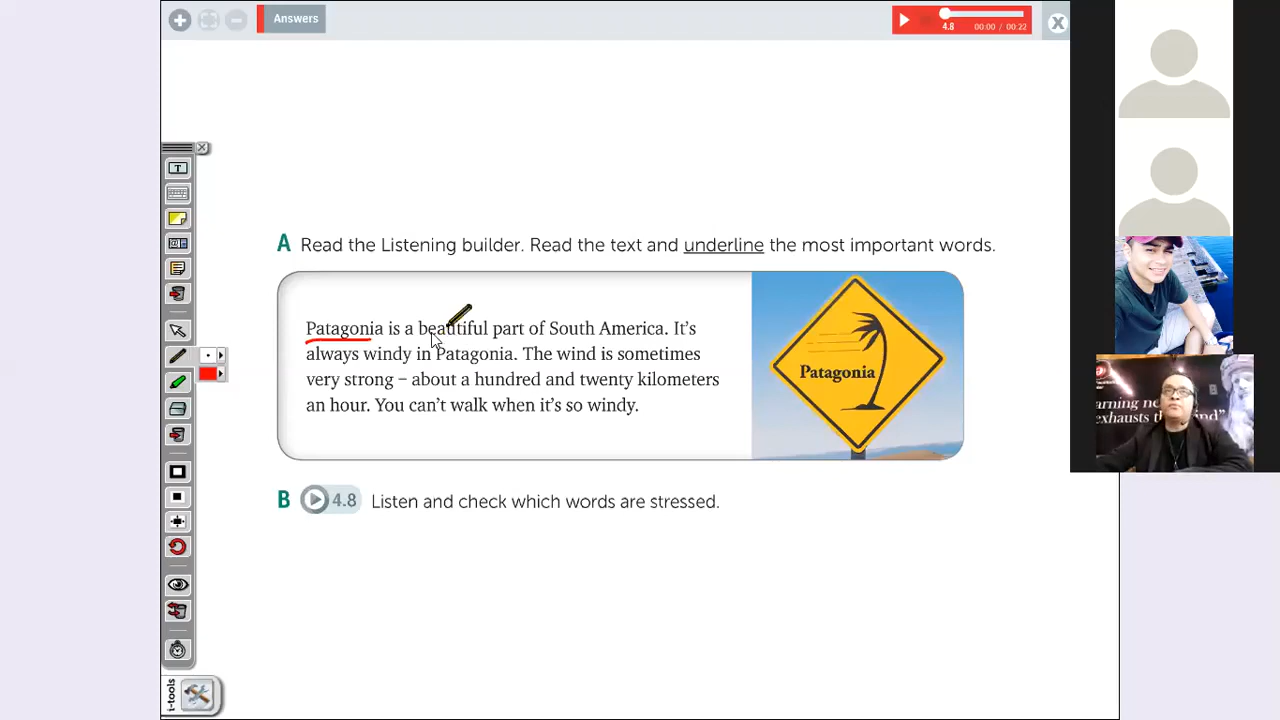 Answers
4.8
00:00 / 00:22
A Read the Listening builder. Read the text and underline the most important words.
Patagonia is a beautiful part of South America. It's
always windy in Patagonia. The wind is sometimes
very strong – about a hundred and twenty kilometers
an hour. You can't walk when it's so windy.
Patagonia
B 4.8 Listen and check which words are stressed.
i-tools
T
exhausts